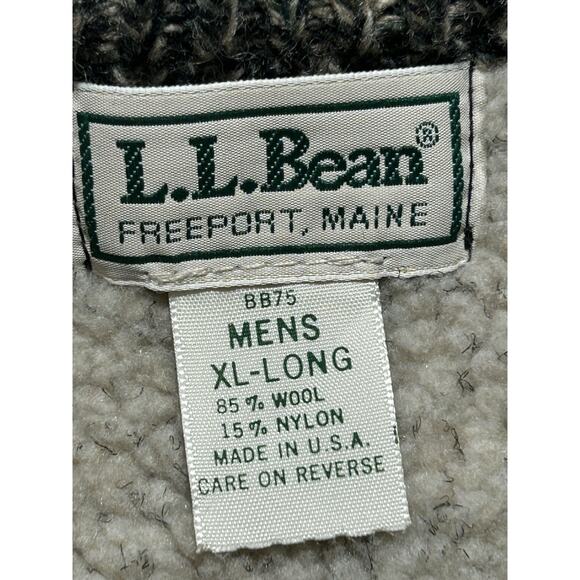 L.L.Bean®
FREEPORT, MAINE
BB75
MENS
XL-LONG
85% WOOL
15% NYLON
MADE IN U.S.A.
CARE ON REVERSE